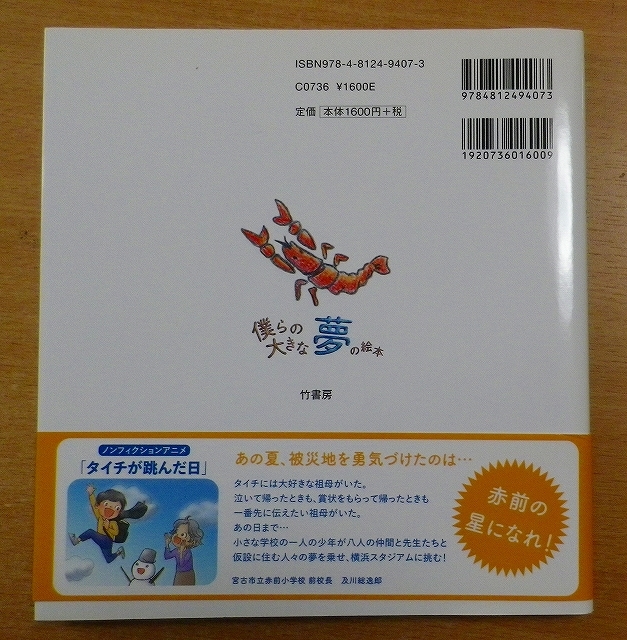 ISBN978-4-8124-9407-3
C0736 ¥1600E
定価 本体1600円+税
9784812494073
1920736016009
僕らの
大きな夢の絵本
竹書房
ノンフィクションアニメ
「タイチが跳んだ日」
あの夏、被災地を勇気づけたのは…
タイチには大好きな祖母がいた。
泣いて帰ったときも、賞状をもらって帰ったときも
一番先に伝えたい祖母がいた。
あの日まで…
小さな学校の一人の少年が八人の仲間と先生たちと
仮設に住む人々の夢を乗せ、横浜スタジアムに挑む!
宮古市立赤前小学校 前校長 及川総逸郎
赤前の
星になれ!